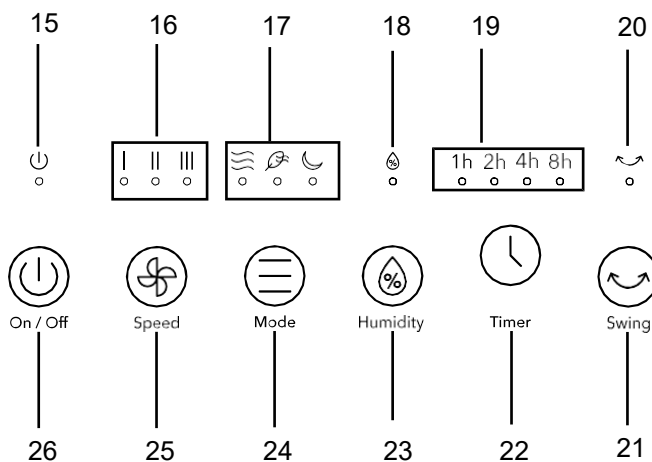 15 16 17 18 19 20
I II III
1h 2h 4h 8h
%
%
On / Off Speed Mode Humidity Timer Swing
26 25 24 23 22 21